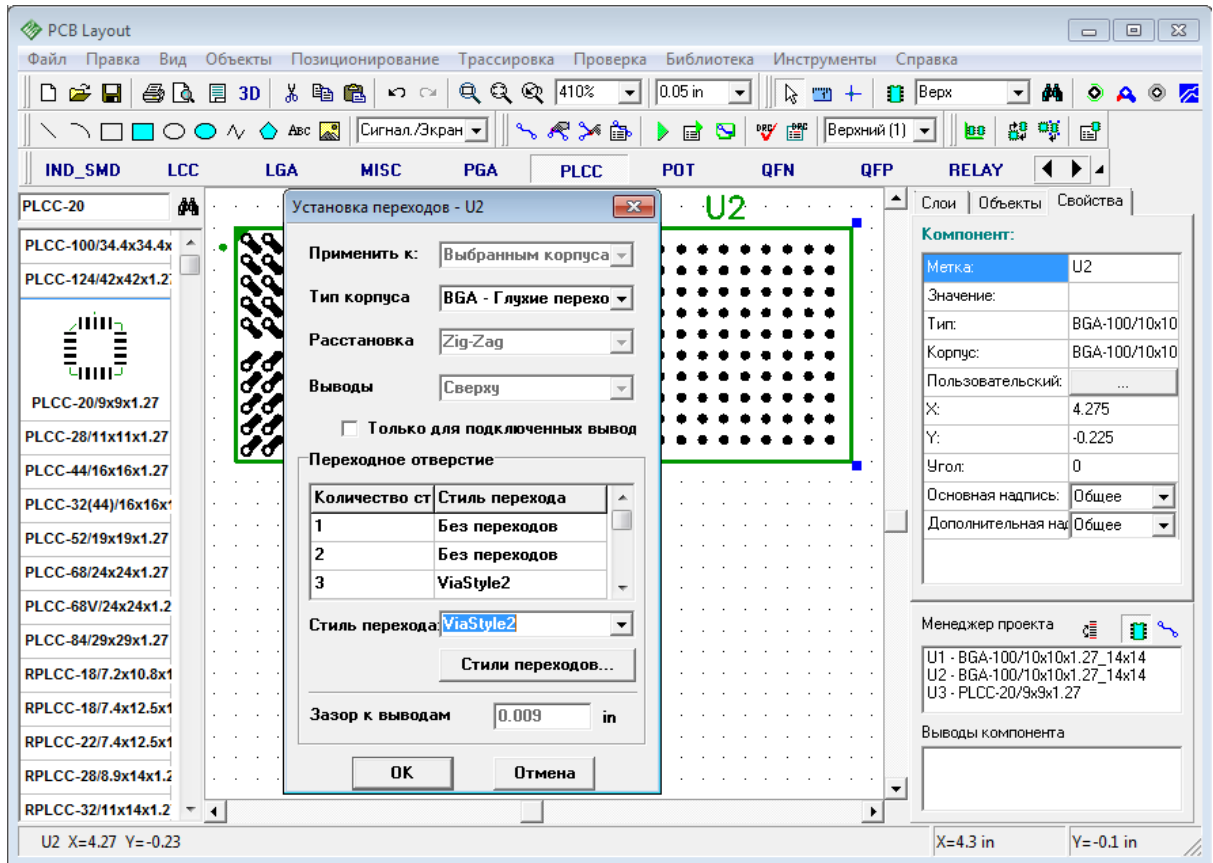 PCB Layout
Файл Правка Вид Объекты Позиционирование Трассировка Проверка Библиотека Инструменты Справка
3D 410% 0.05 in Верх
ABC Сигнал./Экран DRC DRC Верхний (1)
IND_SMD LCC LGA MISC PGA PLCC POT QFN QFP RELAY
PLCC-20
PLCC-100/34.4x34.4x
PLCC-124/42x42x1.27
PLCC-20/9x9x1.27
PLCC-28/11x11x1.27
PLCC-44/16x16x1.27
PLCC-32(44)/16x16x1
PLCC-52/19x19x1.27
PLCC-68/24x24x1.27
PLCC-68V/24x24x1.2
PLCC-84/29x29x1.27
RPLCC-18/7.2x10.8x1
RPLCC-18/7.4x12.5x1
RPLCC-22/7.4x12.5x1
RPLCC-28/8.9x14x1.2
RPLCC-32/11x14x1.2
U2
Установка переходов - U2
Применить к: Выбранным корпуса
Тип корпуса BGA - Глухие перехо
Расстановка Zig-Zag
Выводы Сверху
Только для подключенных вывод
Переходное отверстие
Количество ст Стиль перехода
1 Без переходов
2 Без переходов
3 ViaStyle2
Стиль перехода: ViaStyle2
Стили переходов...
Зазор к выводам 0.009 in
OK Отмена
Слои Объекты Свойства
Компонент:
Метка: U2
Значение:
Тип: BGA-100/10x10
Корпус: BGA-100/10x10
Пользовательский: ...
X: 4.275
Y: -0.225
Угол: 0
Основная надпись: Общее
Дополнительная над Общее
Менеджер проекта
U1 - BGA-100/10x10x1.27_14x14
U2 - BGA-100/10x10x1.27_14x14
U3 - PLCC-20/9x9x1.27
Выводы компонента
U2 X=4.27 Y=-0.23 X=4.3 in Y=-0.1 in